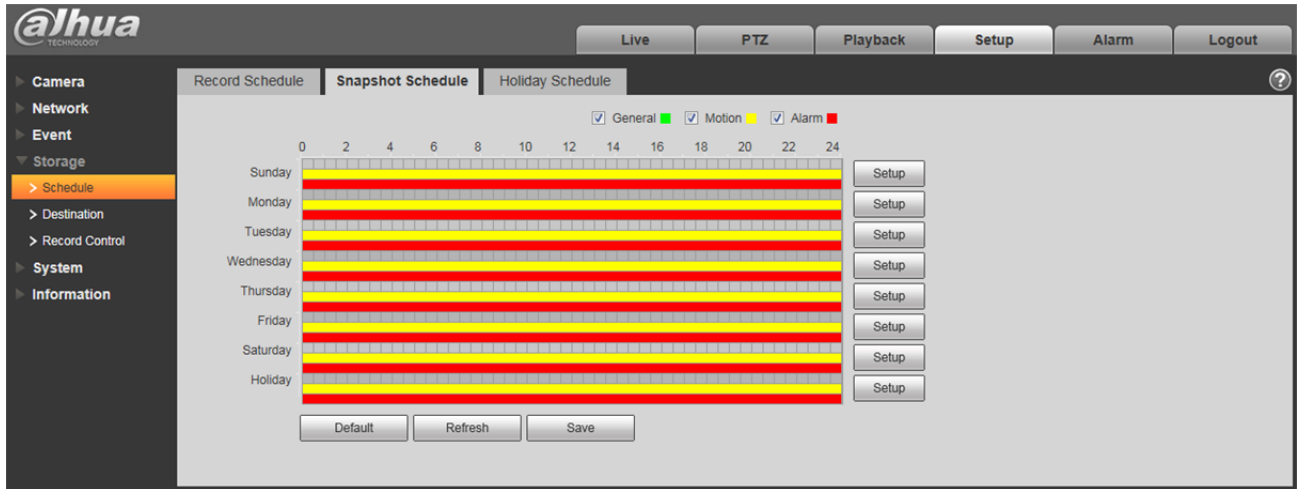 alhua
TECHNOLOGY
Live PTZ Playback Setup Alarm Logout
Camera
Network
Event
Storage
> Schedule
> Destination
> Record Control
System
Information
Record Schedule Snapshot Schedule Holiday Schedule ?
General Motion Alarm
0 2 4 6 8 10 12 14 16 18 20 22 24
Sunday Setup
Monday Setup
Tuesday Setup
Wednesday Setup
Thursday Setup
Friday Setup
Saturday Setup
Holiday Setup
Default Refresh Save